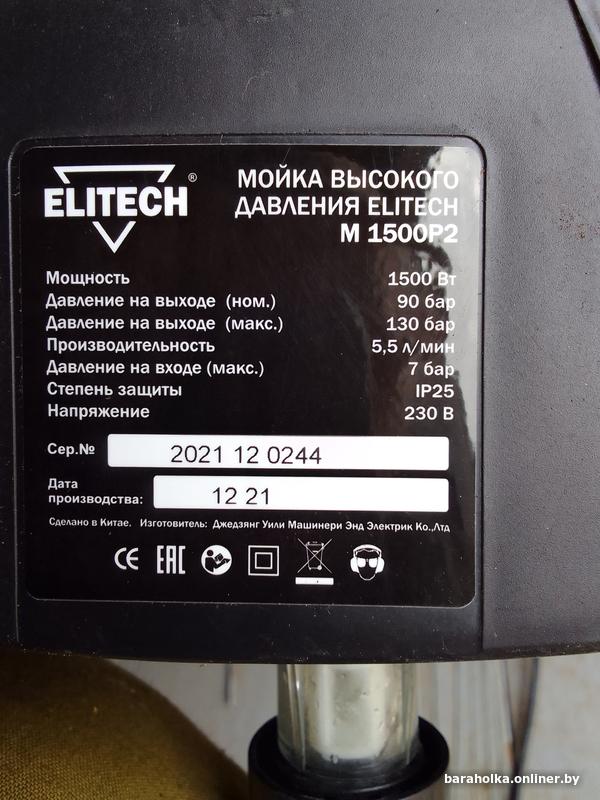 ELITECH®
МОЙКА ВЫСОКОГО
ДАВЛЕНИЯ ELITECH
М 1500Р2
Мощность 1500 Вт
Давление на выходе (ном.) 90 бар
Давление на выходе (макс.) 130 бар
Производительность 5,5 л/мин
Давление на входе (макс.) 7 бар
Степень защиты IP25
Напряжение 230 В
Сер.№ 2021 12 0244
Дата
производства: 12 21
Сделано в Китае. Изготовитель: Джедзянг Уили Машинери Энд Электрик Ко.,Лтд
CE EAC
baraholka.onliner.by